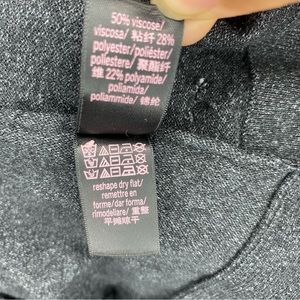 50% viscose/
viscosa/ 粘纤 28%
polyester/poliéster/
poliestere/ 聚酯纤
维 22% polyamide/
poliamida/
poliammide/ 锦纶
reshape dry flat/
remettre en
forme/dar forma/
rimodellare/ 重整
平摊晾干